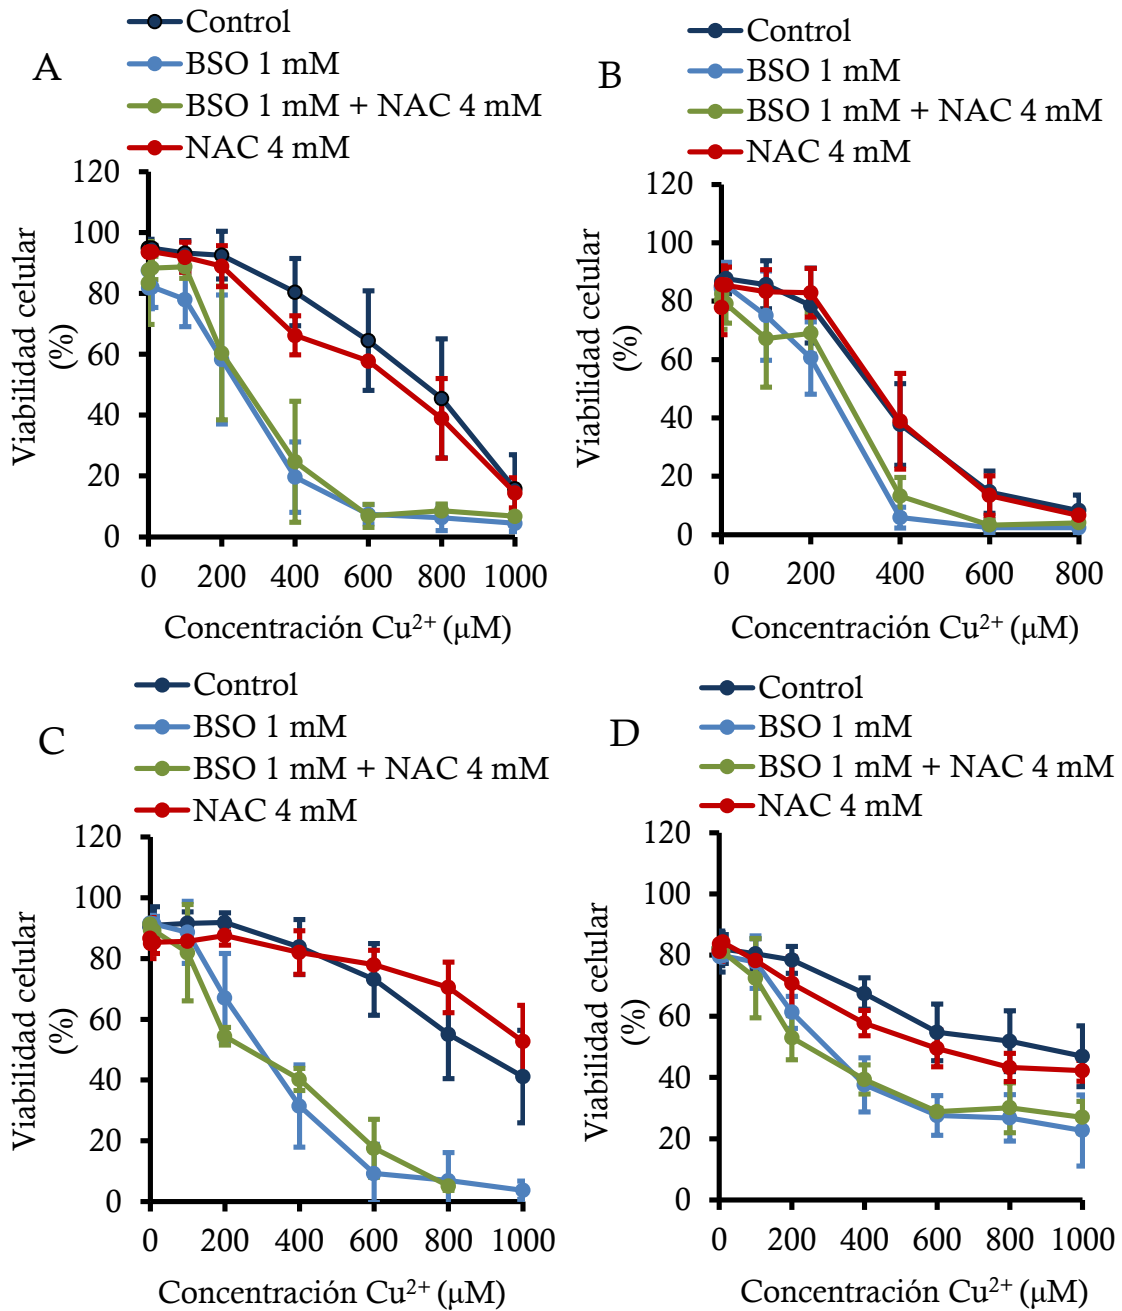 A
Control
BSO 1 mM
BSO 1 mM + NAC 4 mM
NAC 4 mM
120
100
80
60
40
20
0
Viabilidad celular
(%)
0 200 400 600 800 1000
Concentración Cu²⁺ (μM)
B
Control
BSO 1 mM
BSO 1 mM + NAC 4 mM
NAC 4 mM
120
100
80
60
40
20
0
Viabilidad celular
(%)
0 200 400 600 800
Concentración Cu²⁺ (μM)
C
Control
BSO 1 mM
BSO 1 mM + NAC 4 mM
NAC 4 mM
120
100
80
60
40
20
0
Viabilidad celular
(%)
0 200 400 600 800 1000
Concentración Cu²⁺ (μM)
D
Control
BSO 1 mM
BSO 1 mM + NAC 4 mM
NAC 4 mM
120
100
80
60
40
20
0
Viabilidad celular
(%)
0 200 400 600 800 1000
Concentración Cu²⁺ (μM)